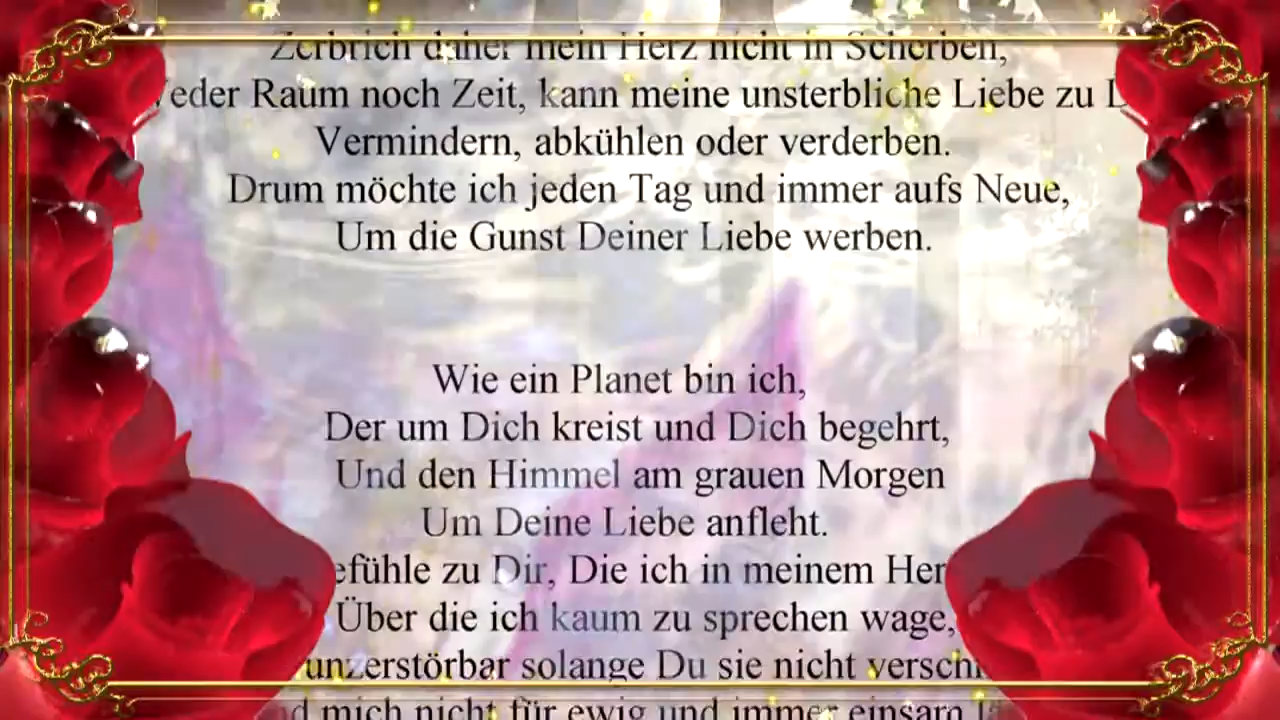 Zerbrich daher mein Herz nicht in Scherben,
Raum noch Zeit, kann meine unsterbliche Liebe zu
Vermindern, abkühlen oder verderben.
Drum möchte ich jeden Tag und immer aufs Neue,
Um die Gunst Deiner Liebe werben.
Wie ein Planet bin ich,
Der um Dich kreist und Dich begehrt,
Und den Himmel am grauen Morgen
Um Deine Liebe anfleht.
zu Dir, Die ich in meinem
Über die ich kaum zu sprechen wage,
unzerstörbar solange Du sie nicht
mich nicht für ewig und immer einsam